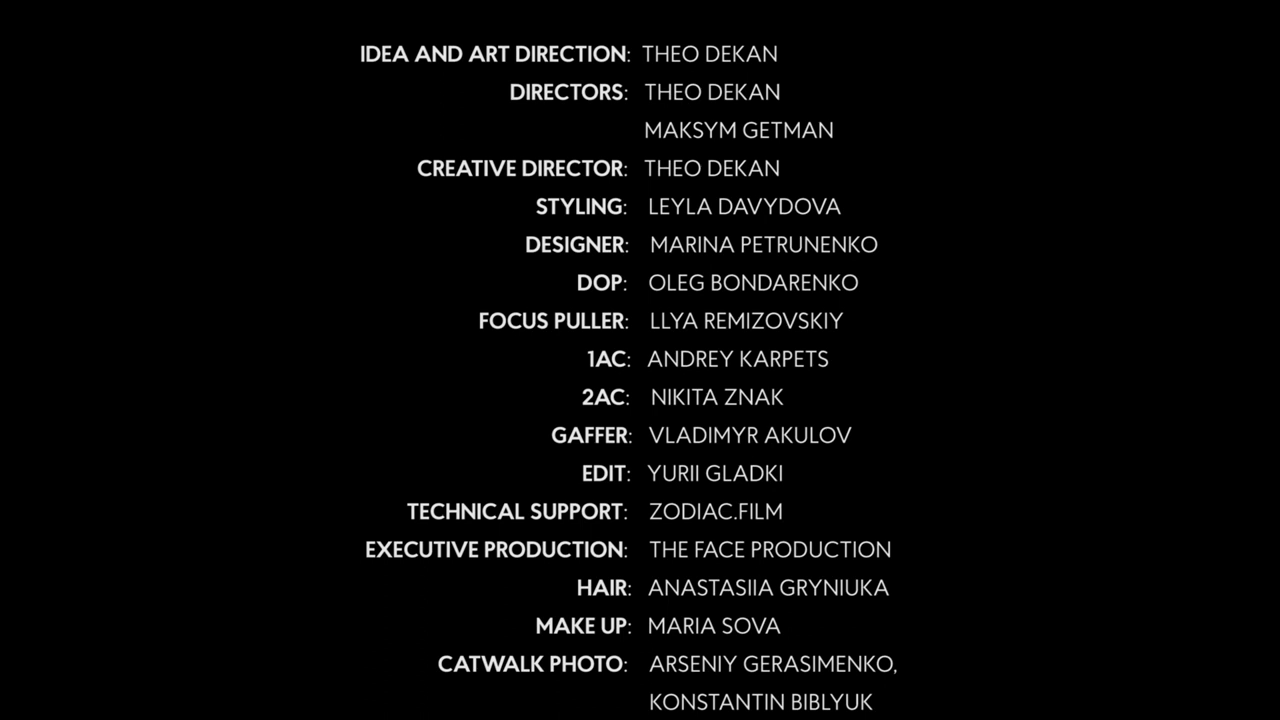 IDEA AND ART DIRECTION: THEO DEKAN
DIRECTORS: THEO DEKAN
MAKSYM GETMAN
CREATIVE DIRECTOR: THEO DEKAN
STYLING: LEYLA DAVYDOVA
DESIGNER: MARINA PETRUNENKO
DOP: OLEG BONDARENKO
FOCUS PULLER: LLYA REMIZOVSKIY
1AC: ANDREY KARPETS
2AC: NIKITA ZNAK
GAFFER: VLADIMYR AKULOV
EDIT: YURII GLADKI
TECHNICAL SUPPORT: ZODIAC.FILM
EXECUTIVE PRODUCTION: THE FACE PRODUCTION
HAIR: ANASTASIIA GRYNIUKA
MAKE UP: MARIA SOVA
CATWALK PHOTO: ARSENIY GERASIMENKO,
KONSTANTIN BIBLYUK